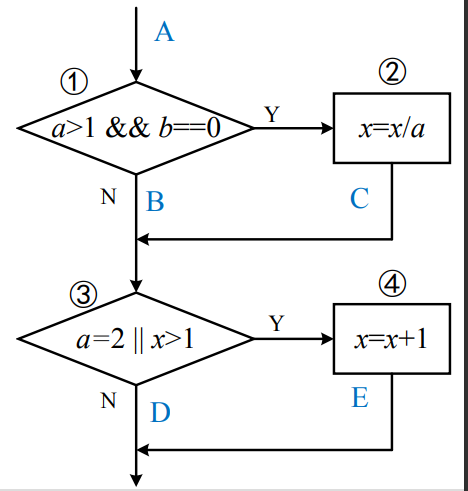 A
①
②
a>1 && b==0
Y
x=x/a
N
B
C
③
④
a=2 || x>1
Y
x=x+1
N
D
E